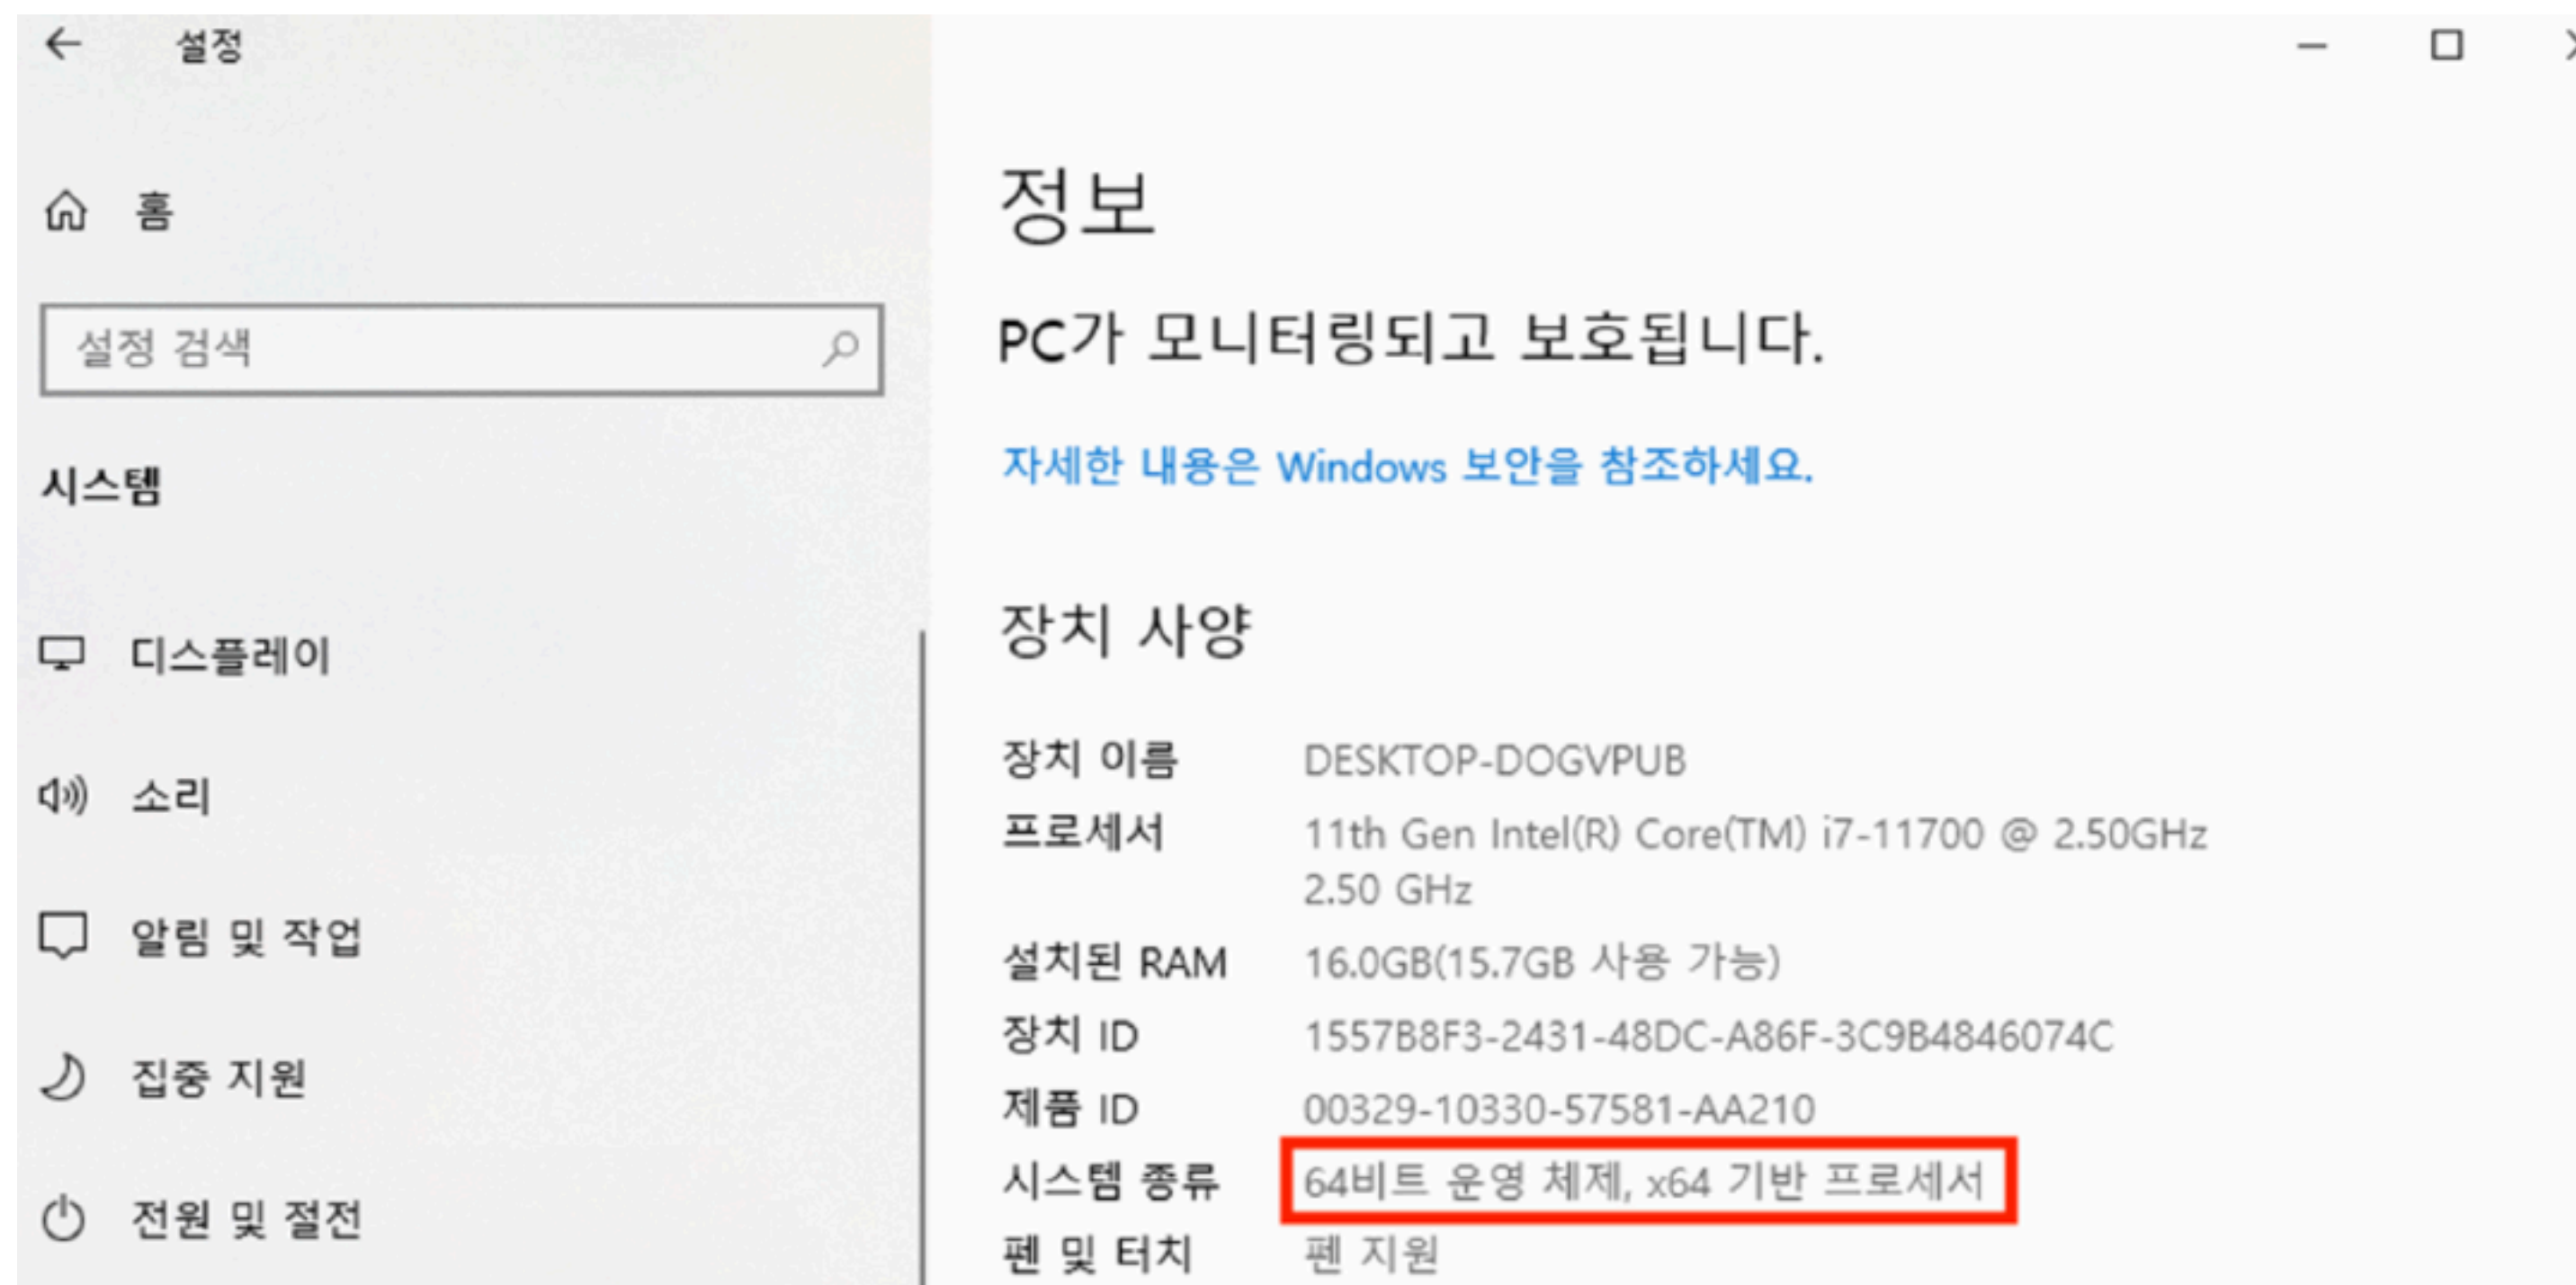 설정
홈
설정 검색
시스템
디스플레이
소리
알림 및 작업
집중 지원
전원 및 절전
정보
PC가 모니터링되고 보호됩니다.
자세한 내용은 Windows 보안을 참조하세요.
장치 사양
장치 이름 DESKTOP-DOGVPUB
프로세서 11th Gen Intel(R) Core(TM) i7-11700 @ 2.50GHz
2.50 GHz
설치된 RAM 16.0GB(15.7GB 사용 가능)
장치 ID 1557B8F3-2431-48DC-A86F-3C9B4846074C
제품 ID 00329-10330-57581-AA210
시스템 종류 64비트 운영 체제, x64 기반 프로세서
펜 및 터치 펜 지원